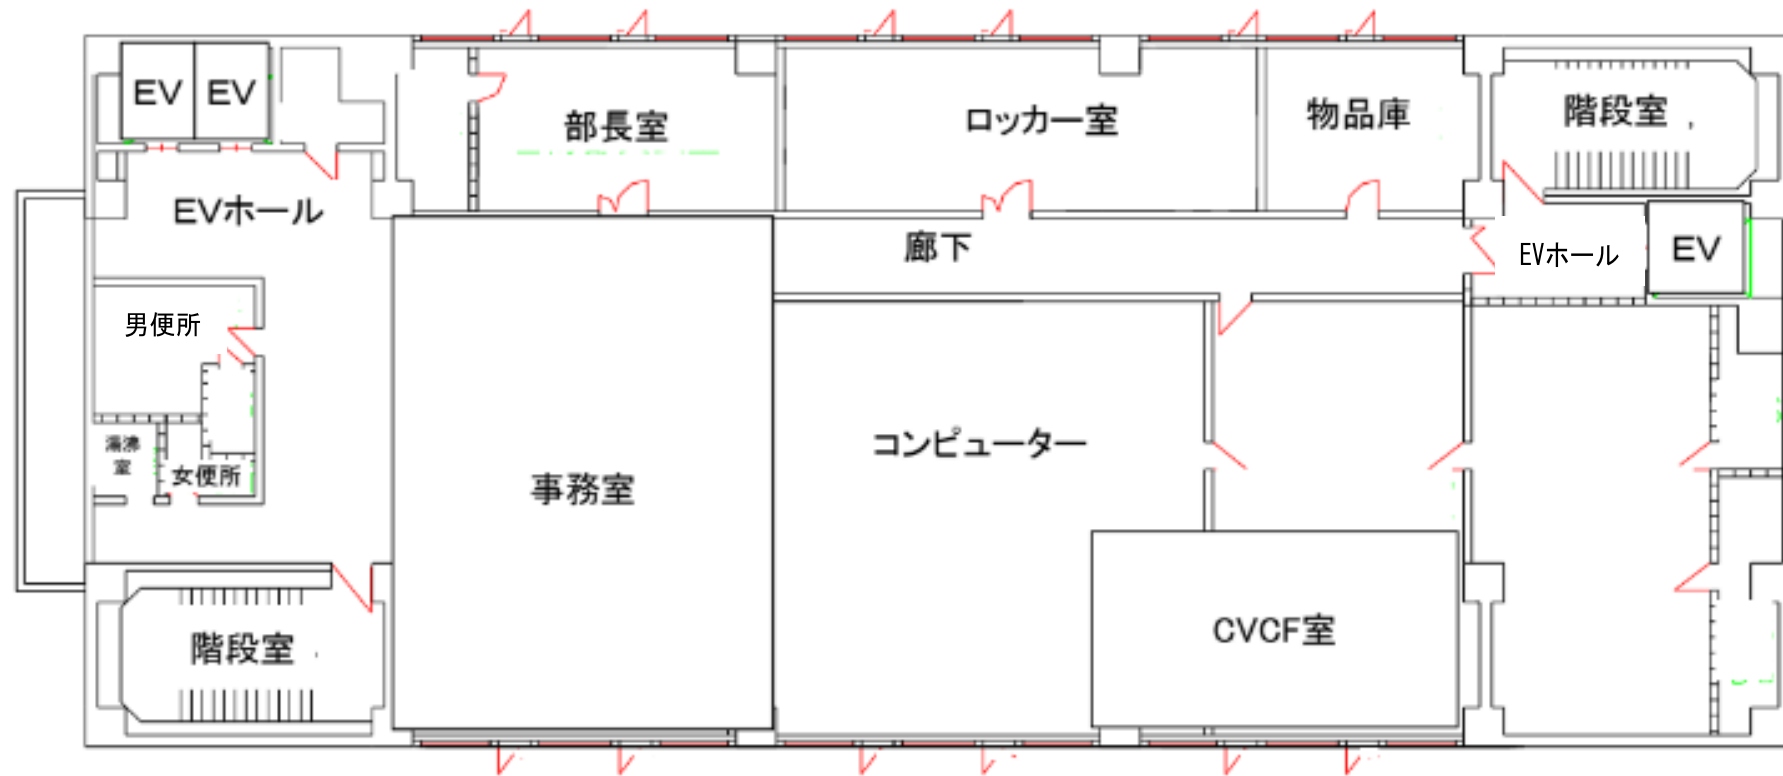 EV
EV
部長室
ロッカー室
物品庫
階段室
EVホール
廊下
EVホール
EV
男便所
湯沸
室
女便所
コンピューター
事務室
CVCF室
階段室